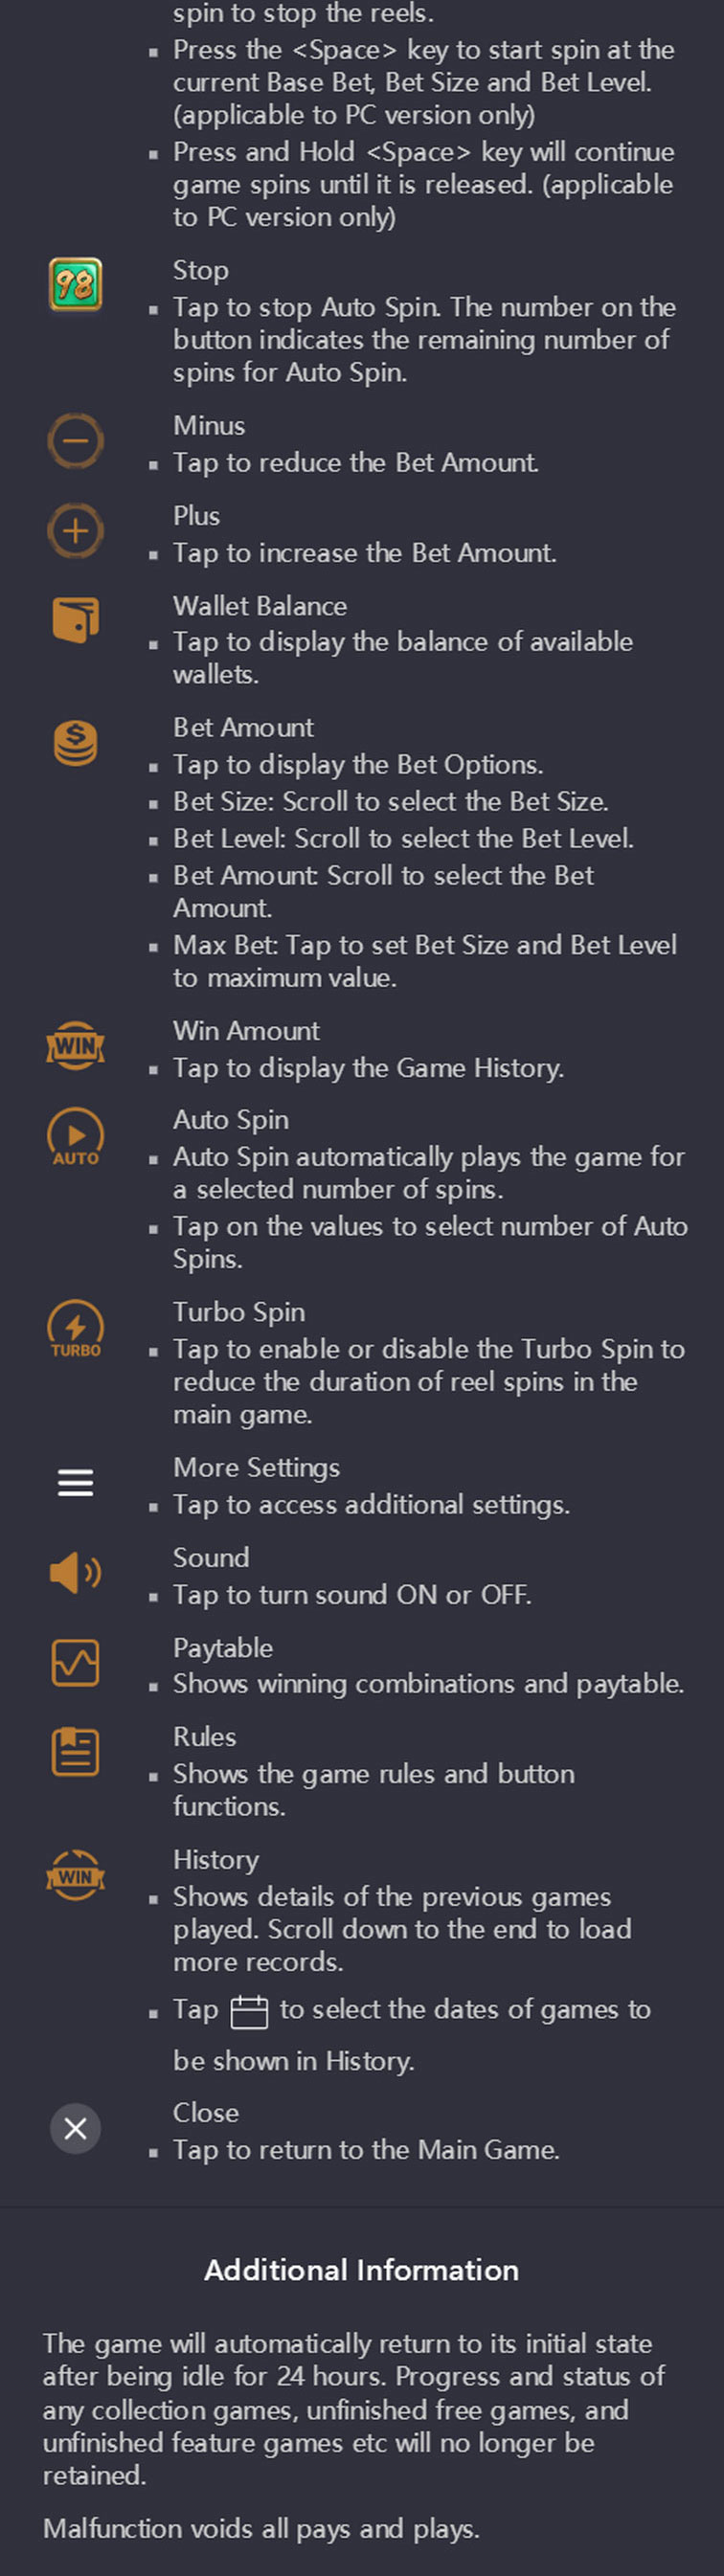 spin to stop the reels.
▪ Press the <Space> key to start spin at the
current Base Bet, Bet Size and Bet Level.
(applicable to PC version only)
▪ Press and Hold <Space> key will continue
game spins until it is released. (applicable
to PC version only)
98
Stop
▪ Tap to stop Auto Spin. The number on the
button indicates the remaining number of
spins for Auto Spin.
Minus
▪ Tap to reduce the Bet Amount.
Plus
▪ Tap to increase the Bet Amount.
Wallet Balance
▪ Tap to display the balance of available
wallets.
$
Bet Amount
▪ Tap to display the Bet Options.
▪ Bet Size: Scroll to select the Bet Size.
▪ Bet Level: Scroll to select the Bet Level.
▪ Bet Amount: Scroll to select the Bet
Amount.
▪ Max Bet: Tap to set Bet Size and Bet Level
to maximum value.
WIN
Win Amount
▪ Tap to display the Game History.
AUTO
Auto Spin
▪ Auto Spin automatically plays the game for
a selected number of spins.
▪ Tap on the values to select number of Auto
Spins.
TURBO
Turbo Spin
▪ Tap to enable or disable the Turbo Spin to
reduce the duration of reel spins in the
main game.
More Settings
▪ Tap to access additional settings.
Sound
▪ Tap to turn sound ON or OFF.
Paytable
▪ Shows winning combinations and paytable.
Rules
▪ Shows the game rules and button
functions.
WIN
History
▪ Shows details of the previous games
played. Scroll down to the end to load
more records.
▪ Tap to select the dates of games to
be shown in History.
Close
▪ Tap to return to the Main Game.
Additional Information
The game will automatically return to its initial state
after being idle for 24 hours. Progress and status of
any collection games, unfinished free games, and
unfinished feature games etc will no longer be
retained.
Malfunction voids all pays and plays.